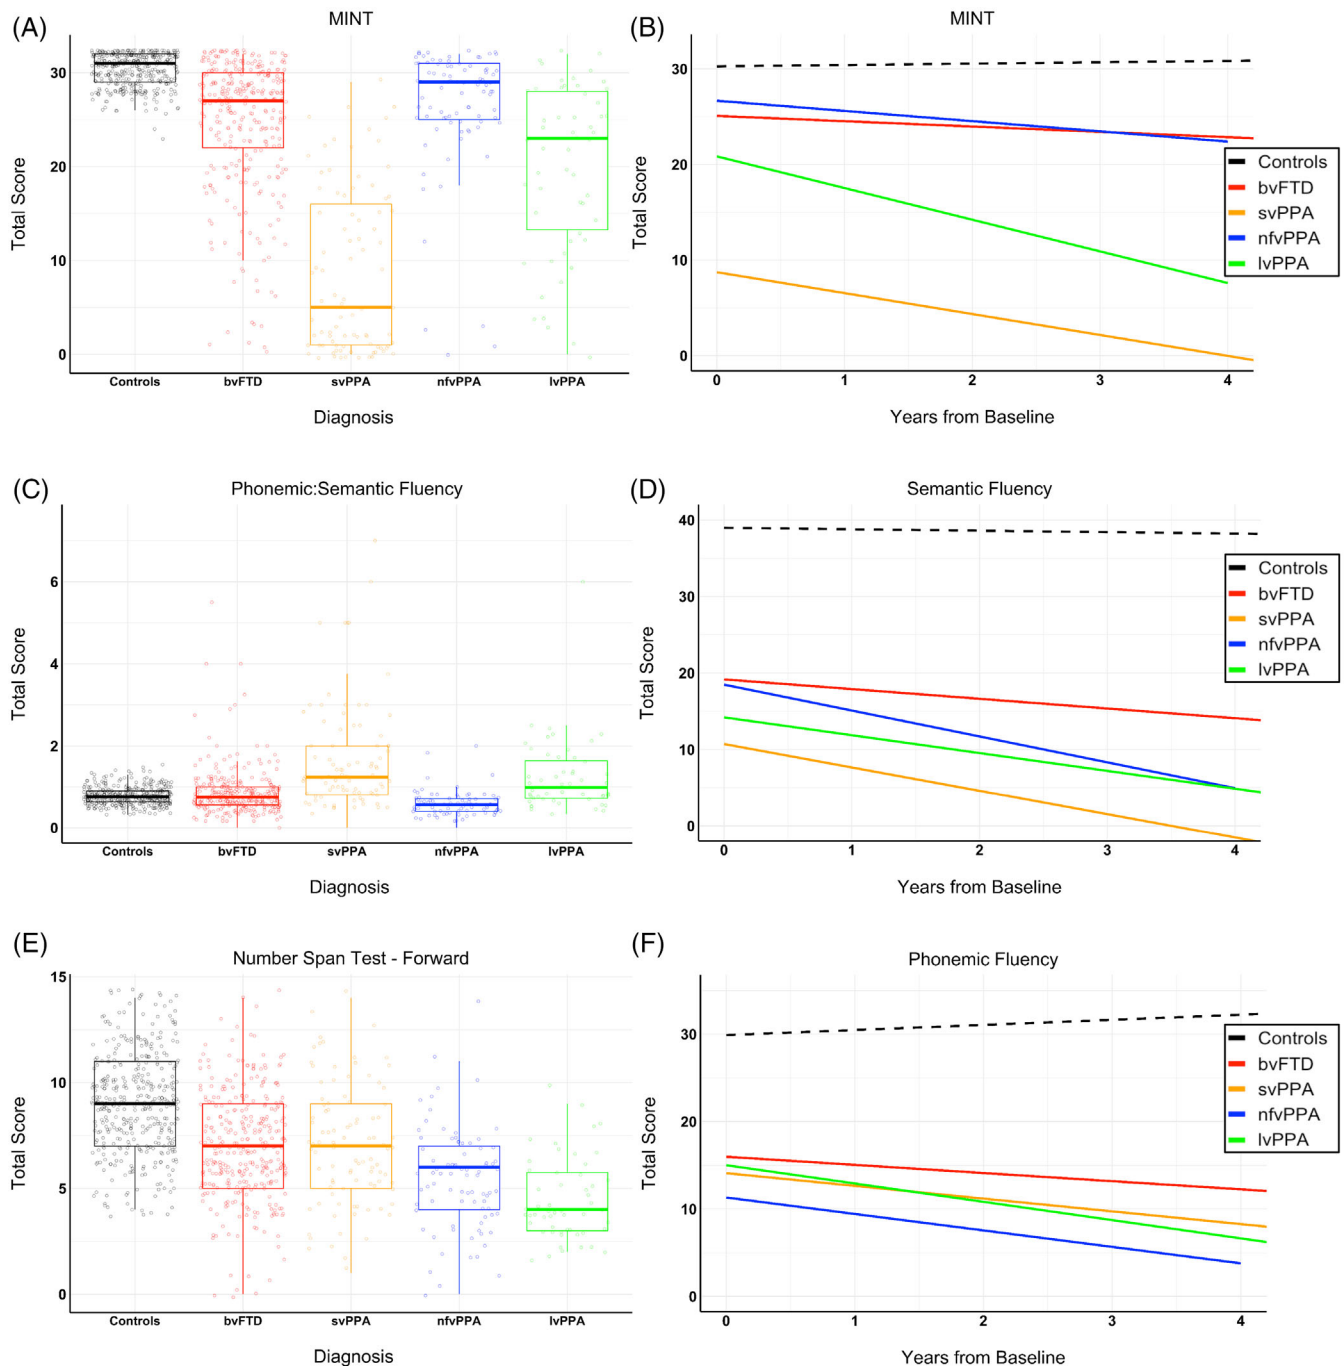 (A)
MINT
Total Score
30
20
10
0
Controls bvFTD svPPA nfvPPA lvPPA
Diagnosis
(B)
MINT
Total Score
30
20
10
0
0 1 2 3 4
Years from Baseline
Controls
bvFTD
svPPA
nfvPPA
lvPPA
(C)
Phonemic:Semantic Fluency
Total Score
6
4
2
0
Controls bvFTD svPPA nfvPPA lvPPA
Diagnosis
(D)
Semantic Fluency
Total Score
40
30
20
10
0
0 1 2 3 4
Years from Baseline
Controls
bvFTD
svPPA
nfvPPA
lvPPA
(E)
Number Span Test - Forward
Total Score
15
10
5
0
Controls bvFTD svPPA nfvPPA lvPPA
Diagnosis
(F)
Phonemic Fluency
Total Score
30
20
10
0
0 1 2 3 4
Years from Baseline
Controls
bvFTD
svPPA
nfvPPA
lvPPA